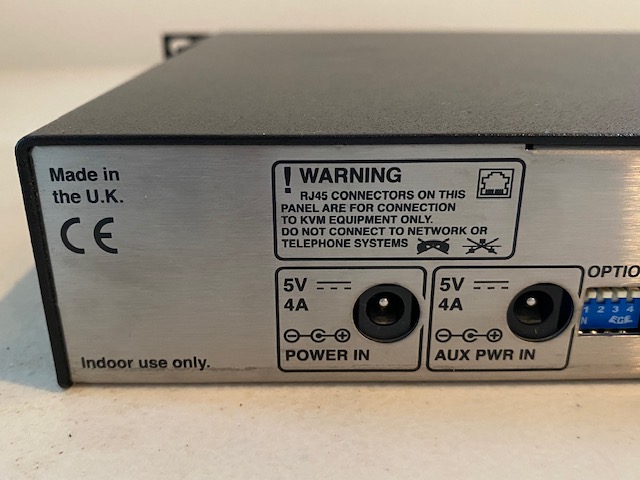 Made in
the U.K.
CE
Indoor use only.
! WARNING
RJ45 CONNECTORS ON THIS
PANEL ARE FOR CONNECTION
TO KVM EQUIPMENT ONLY.
DO NOT CONNECT TO NETWORK OR
TELEPHONE SYSTEMS
5V
4A
POWER IN
5V
4A
AUX PWR IN
OPTIO
1 2 3 4
N ECE